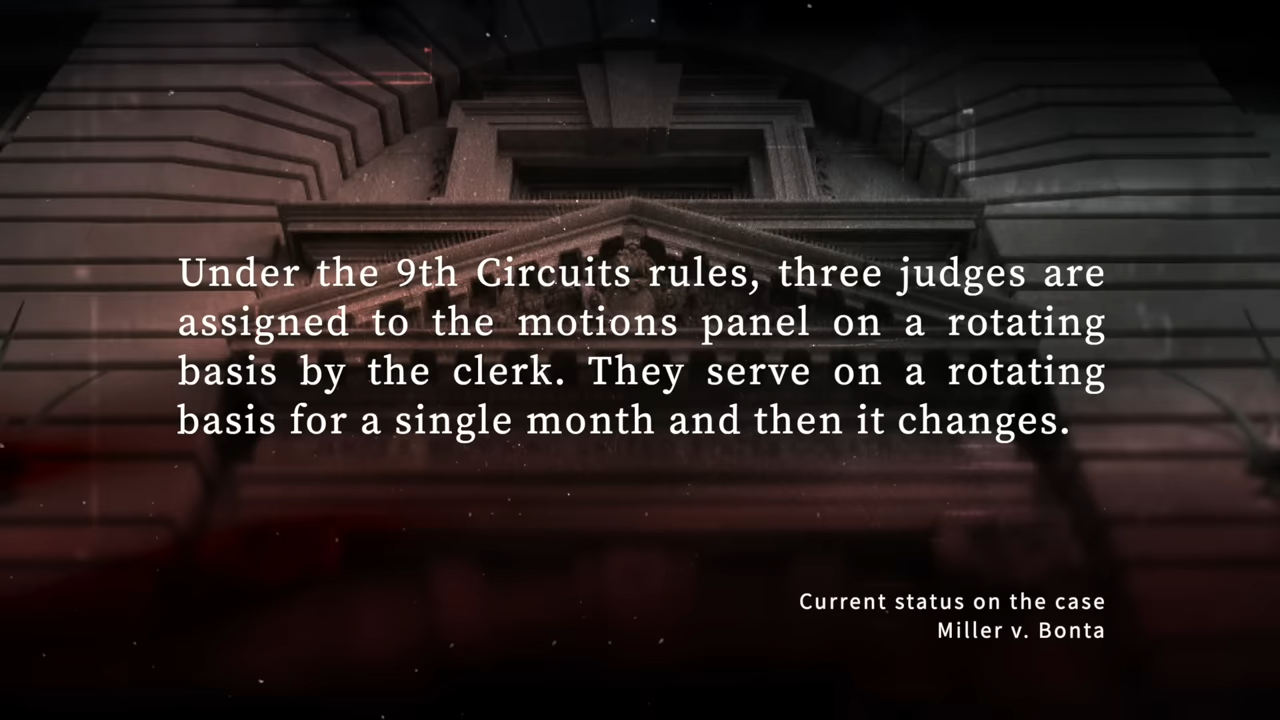 Under the 9th Circuits rules, three judges are
assigned to the motions panel on a rotating
basis by the clerk. They serve on a rotating
basis for a single month and then it changes.
Current status on the case
Miller v. Bonta